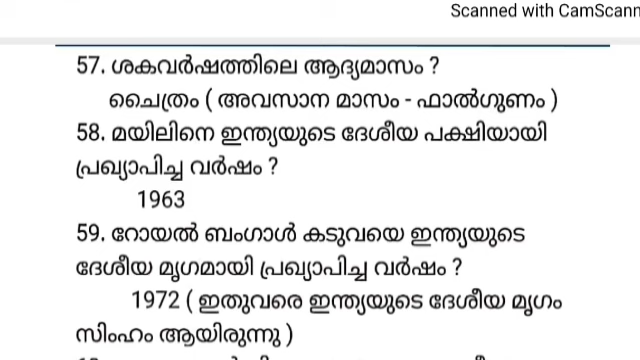 Scanned with CamScann
57. ശകവർഷത്തിലെ ആദ്യമാസം ?
ചൈത്രം ( അവസാന മാസം - ഫാൽഗുണം )
58. മയിലിനെ ഇന്ത്യയുടെ ദേശീയ പക്ഷിയായി
പ്രഖ്യാപിച്ച വർഷം ?
1963
59. റോയൽ ബംഗാൾ കടുവയെ ഇന്ത്യയുടെ
ദേശീയ മൃഗമായി പ്രഖ്യാപിച്ച വർഷം ?
1972 ( ഇതുവരെ ഇന്ത്യയുടെ ദേശീയ മൃഗം
സിംഹം ആയിരുന്നു )